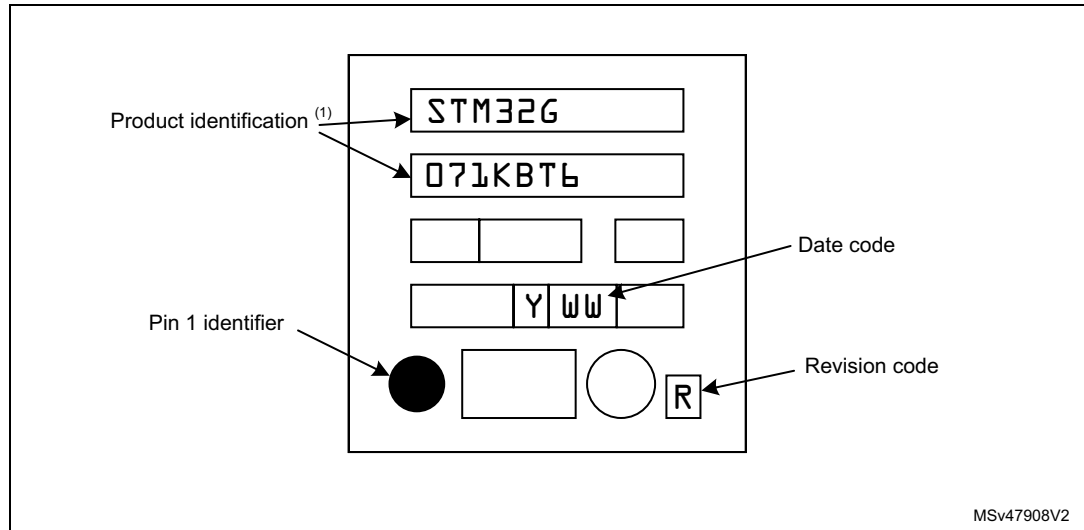 STM32G
Product identification (1)
071KBT6
Date code
Y WW
Pin 1 identifier
Revision code
R
MSv47908V2